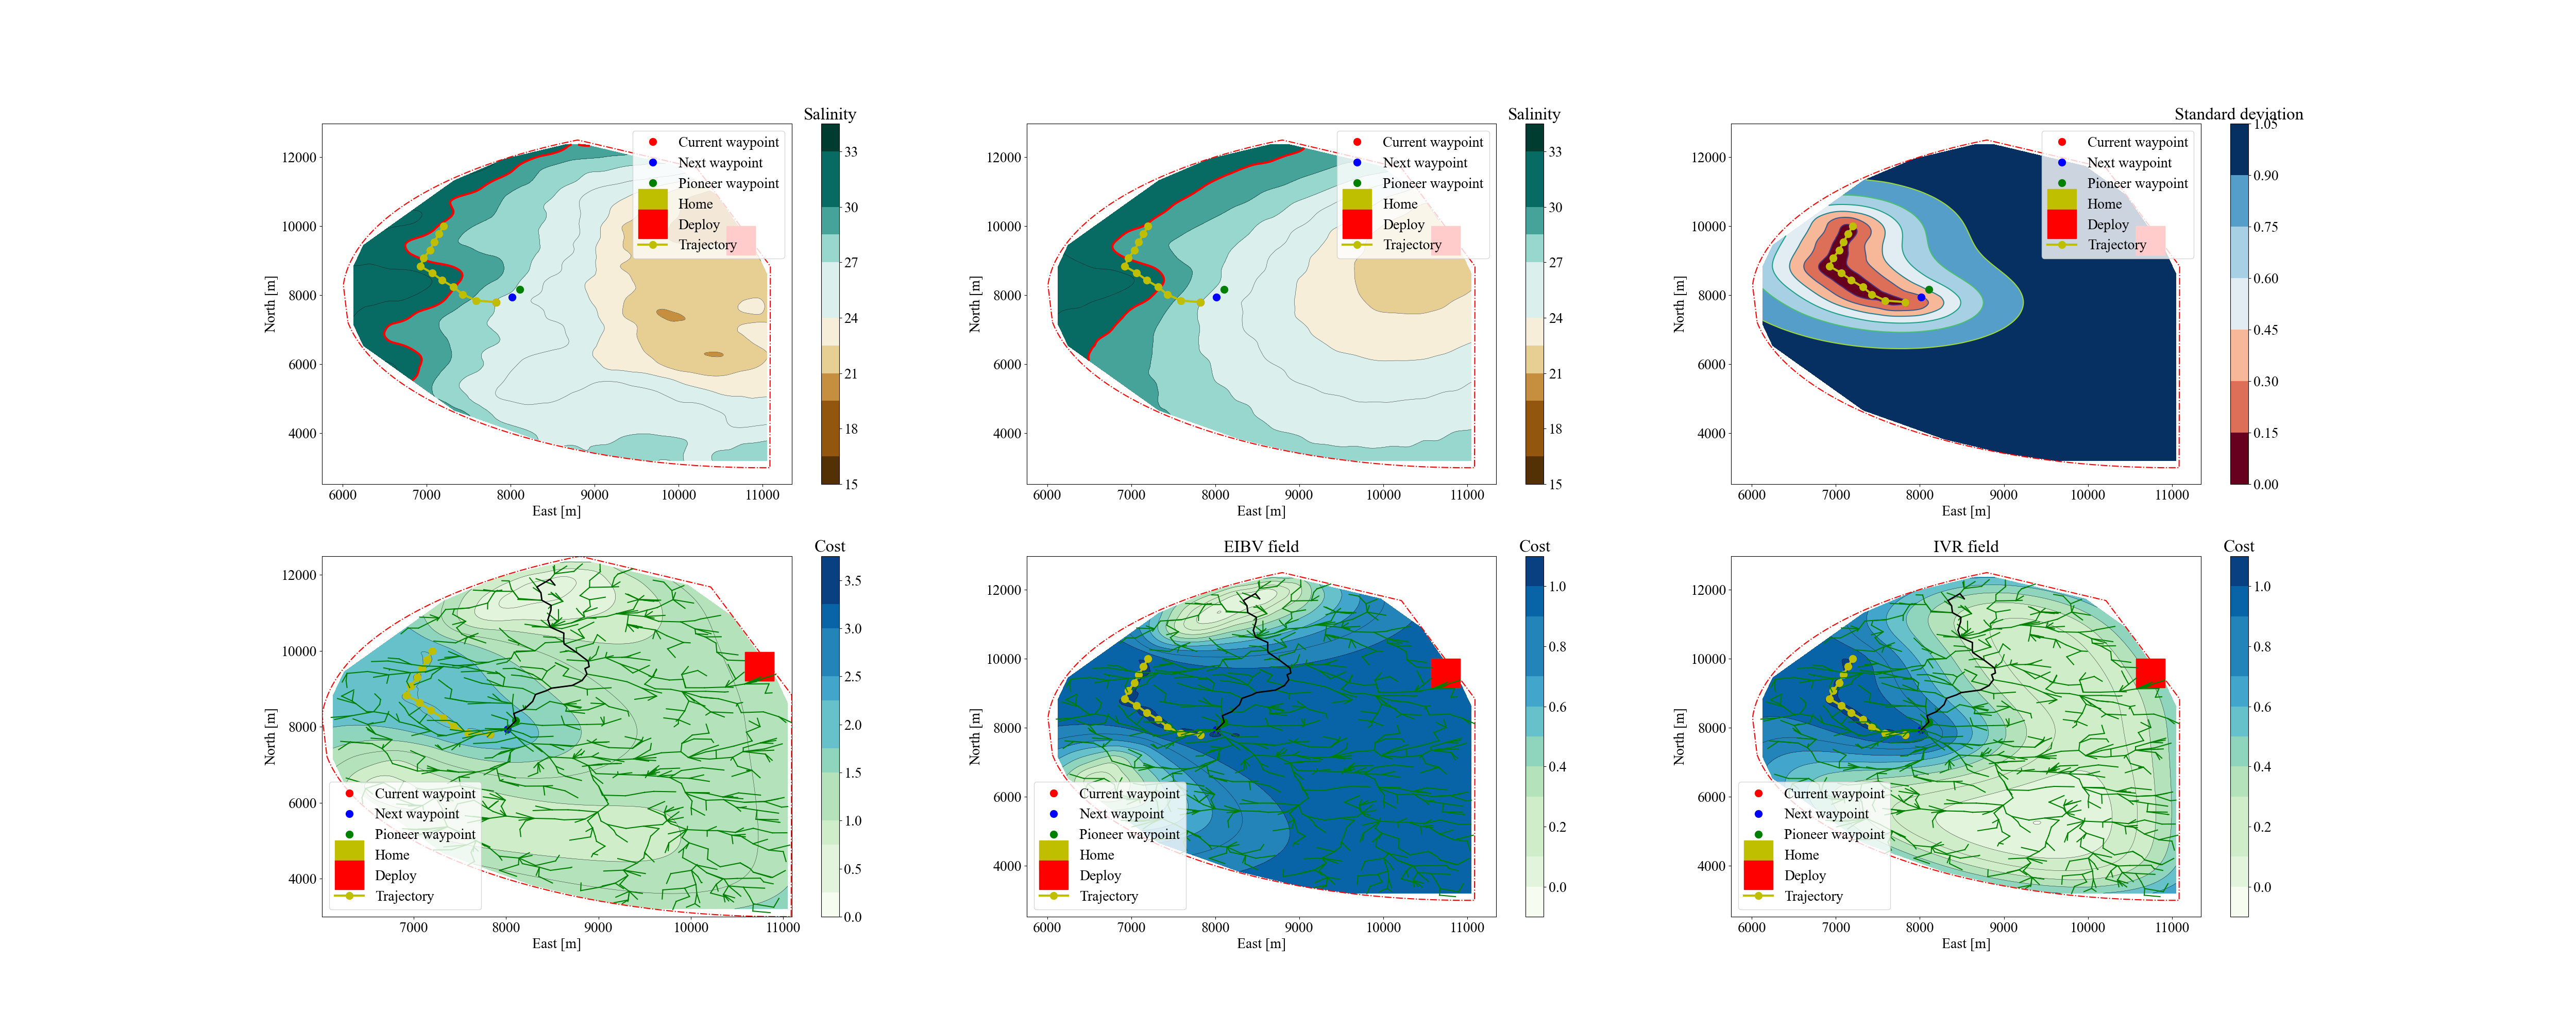 Salinity
12000
10000
8000
6000
4000
North [m]
6000 7000 8000 9000 10000 11000
East [m]
Current waypoint
Next waypoint
Pioneer waypoint
Home
Deploy
Trajectory
33
30
27
24
21
18
15
Salinity
12000
10000
8000
6000
4000
North [m]
6000 7000 8000 9000 10000 11000
East [m]
Current waypoint
Next waypoint
Pioneer waypoint
Home
Deploy
Trajectory
33
30
27
24
21
18
15
Standard deviation
12000
10000
8000
6000
4000
North [m]
6000 7000 8000 9000 10000 11000
East [m]
Current waypoint
Next waypoint
Pioneer waypoint
Home
Deploy
Trajectory
1.05
0.90
0.75
0.60
0.45
0.30
0.15
0.00
Cost
12000
10000
8000
6000
4000
North [m]
7000 8000 9000 10000 11000
East [m]
Current waypoint
Next waypoint
Pioneer waypoint
Home
Deploy
Trajectory
3.5
3.0
2.5
2.0
1.5
1.0
0.5
0.0
EIBV field
Cost
12000
10000
8000
6000
4000
North [m]
6000 7000 8000 9000 10000 11000
East [m]
Current waypoint
Next waypoint
Pioneer waypoint
Home
Deploy
Trajectory
1.0
0.8
0.6
0.4
0.2
0.0
IVR field
Cost
12000
10000
8000
6000
4000
North [m]
6000 7000 8000 9000 10000 11000
East [m]
Current waypoint
Next waypoint
Pioneer waypoint
Home
Deploy
Trajectory
1.0
0.8
0.6
0.4
0.2
0.0